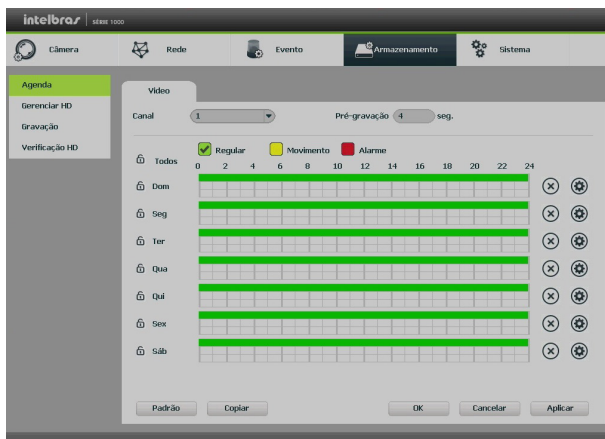 intelbras SÉRIE 1000
Câmera Rede Evento Armazenamento Sistema
Agenda
Gerenciar HD
Gravação
Verificação HD
Vídeo
Canal 1 Pré-gravação 4 seg.
Regular Movimento Alarme
Todos 0 2 4 6 8 10 12 14 16 18 20 22 24
Dom
Seg
Ter
Qua
Qui
Sex
Sáb
Padrão Copiar OK Cancelar Aplicar